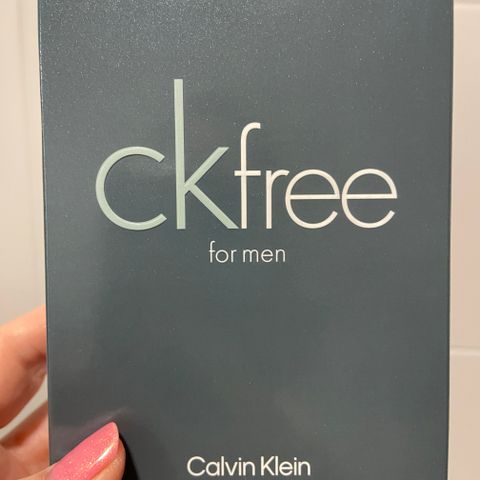 ckfree
for men
Calvin Klein